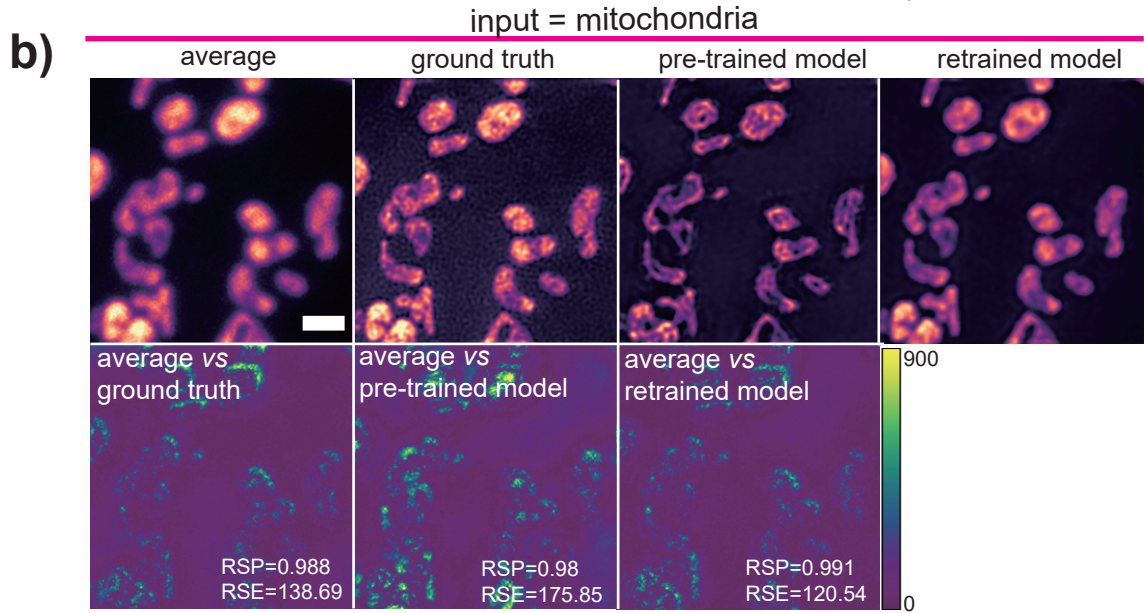 input = mitochondria
b)
average
ground truth
pre-trained model
retrained model
average vs
ground truth
average vs
pre-trained model
average vs
retrained model
900
RSP=0.988
RSE=138.69
RSP=0.98
RSE=175.85
RSP=0.991
RSE=120.54
0